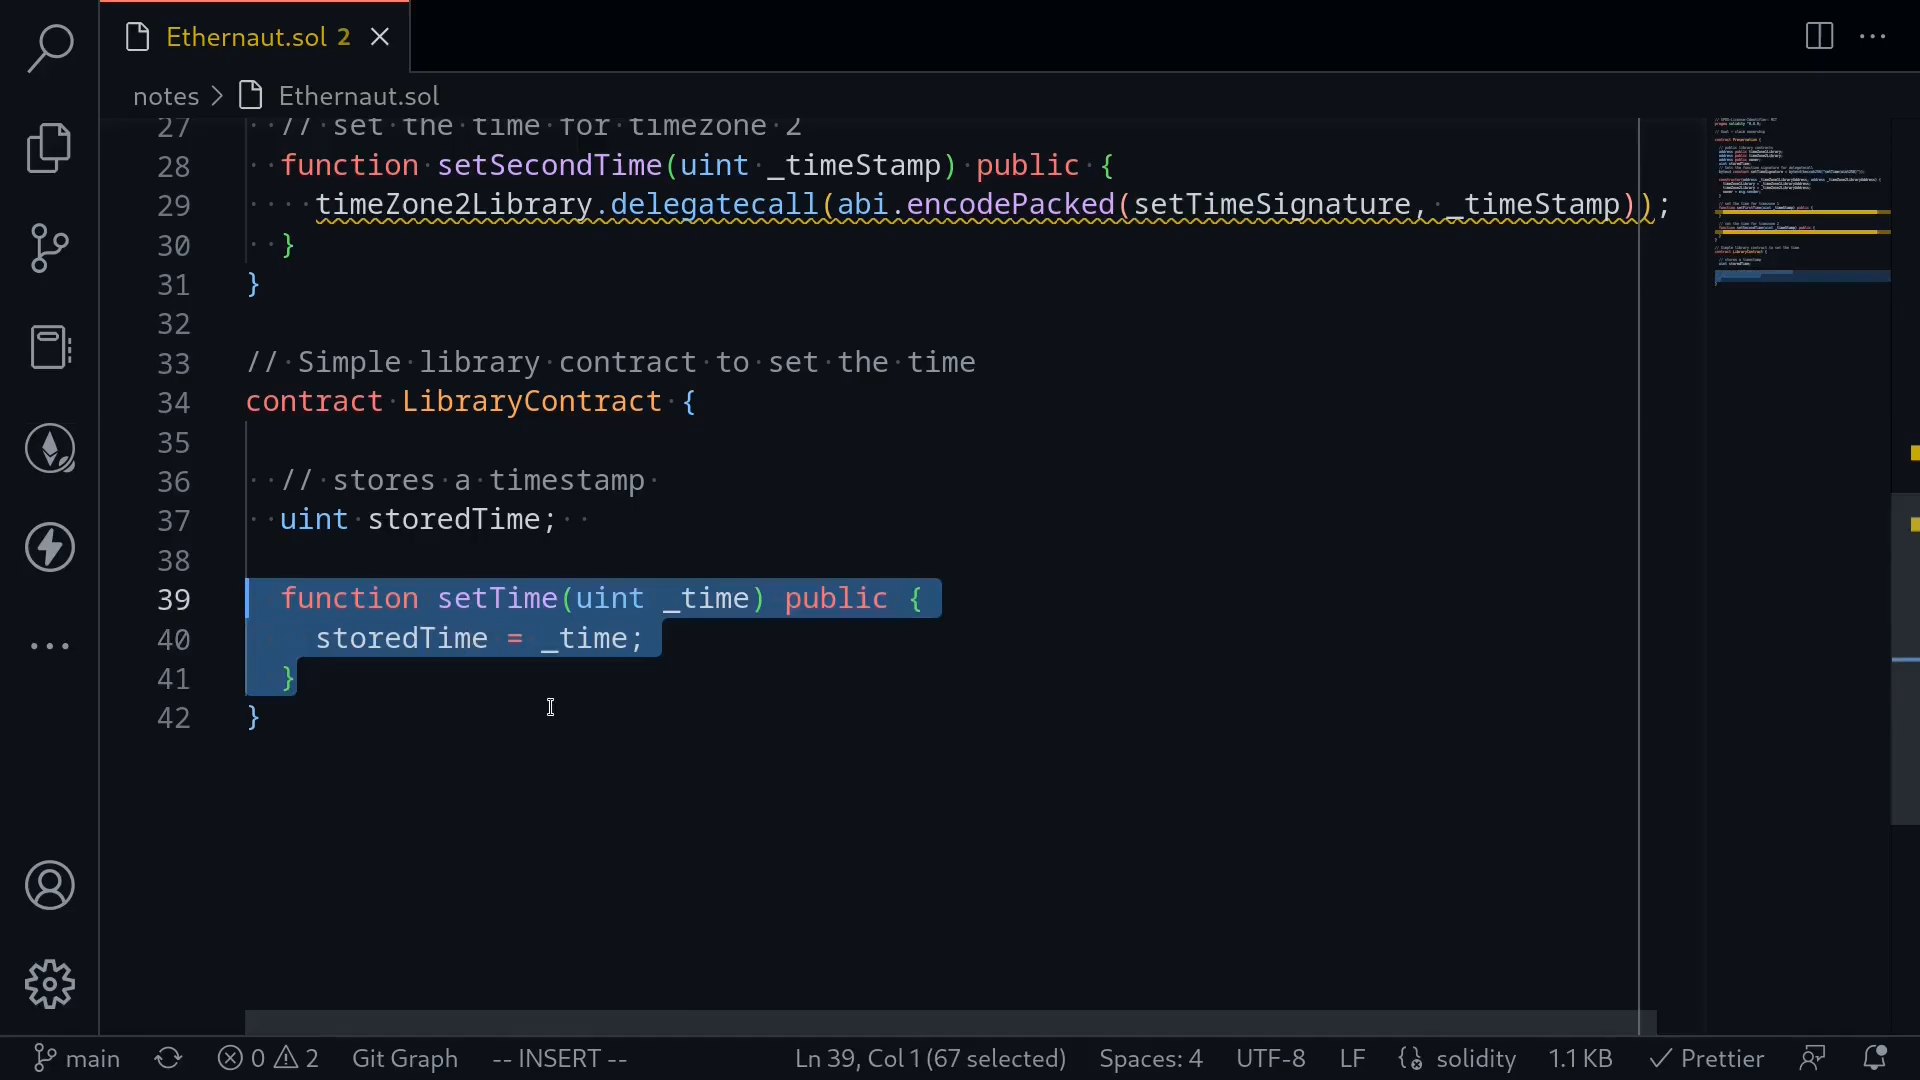 Ethernaut.sol 2
notes > Ethernaut.sol
27 // set the time for timezone 2
28 function setSecondTime(uint _timeStamp) public {
29 timeZone2Library.delegatecall(abi.encodePacked(setTimeSignature, _timeStamp));
30 }
31 }
32
33 // Simple library contract to set the time
34 contract LibraryContract {
35
36 // stores a timestamp
37 uint storedTime;
38
39 function setTime(uint _time) public {
40 storedTime = _time;
41 }
42 }
main 0 2 Git Graph -- INSERT -- Ln 39, Col 1 (67 selected) Spaces: 4 UTF-8 LF solidity 1.1 KB Prettier